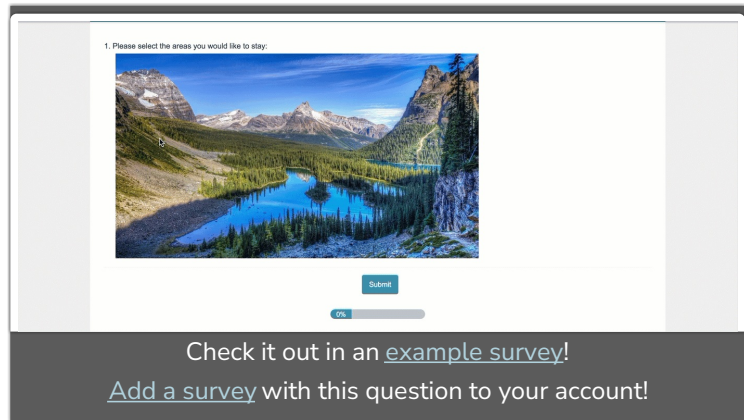 1. Please select the areas you would like to stay:
Submit
0%
Check it out in an example survey!
Add a survey with this question to your account!